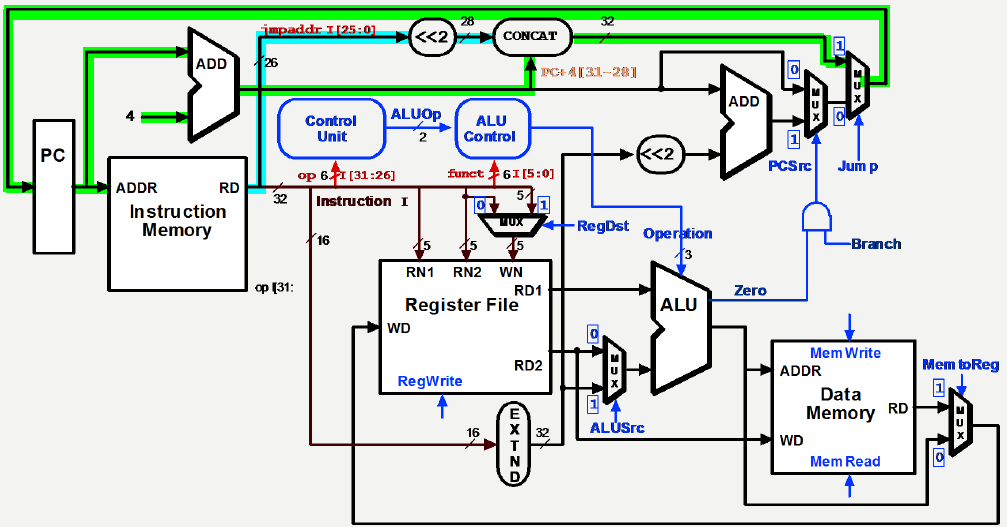 jmpaddr I[25:0]
28
32
<<2
CONCAT
26
ADD
PC+4[31-28]
1
0
MUX
MUX
4
Control
Unit
ALUOp
2
ALU
Control
ADD
<<2
1
0
PCSrc
Jump
PC
ADDR
RD
Instruction
Memory
32
op 6 I[31:26]
funct 6 I[5:0]
Instruction I
5
0
1
MUX
RegDst
16
5
5
5
Operation
3
Branch
op I[31:
RN1
RN2
WN
RD1
Register File
WD
RD2
RegWrite
ALU
Zero
0
MUX
1
ALUSrc
MemWrite
ADDR
Data
Memory
RD
WD
MemRead
MemtoReg
1
MUX
0
16
EXTND
32